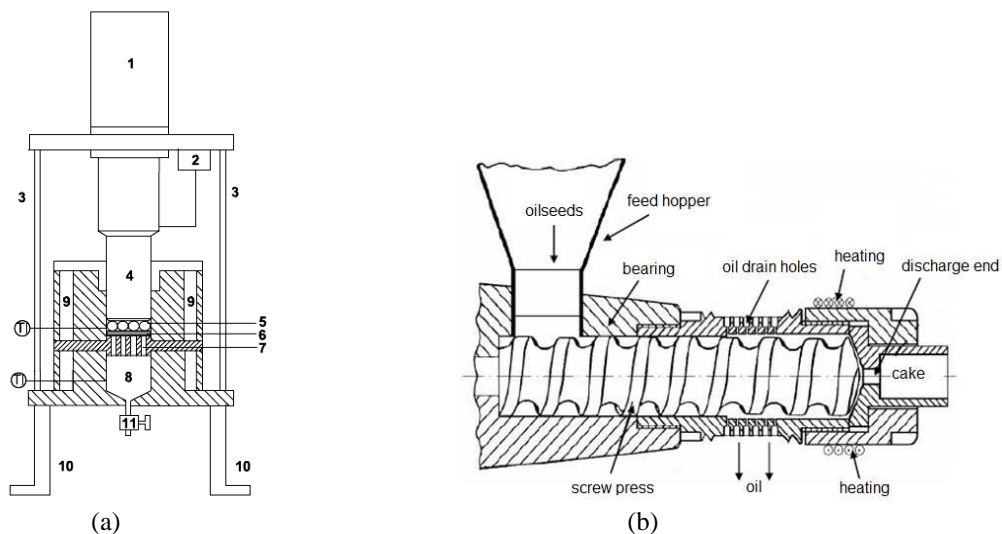 1
2
3
3
4
9
9
5
T
6
7
T
8
11
10
10
(a)
oilseeds
feed hopper
bearing
oil drain holes
heating
discharge end
cake
screw press
oil
heating
(b)